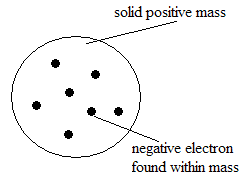 solid positive mass
negative electron
found within mass